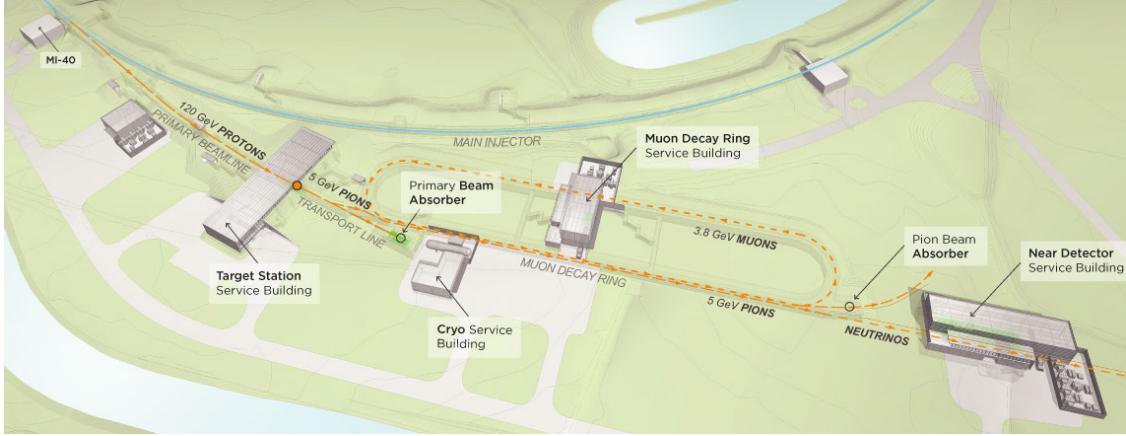 MI-40
120 GeV PROTONS
PRIMARY BEAMLINE
MAIN INJECTOR
Muon Decay Ring
Service Building
5 GeV PIONS
TRANSPORT LINE
Primary Beam
Absorber
3.8 GeV MUONS
Pion Beam
Absorber
Near Detector
Service Building
Target Station
Service Building
MUON DECAY RING
5 GeV PIONS
NEUTRINOS
Cryo Service
Building